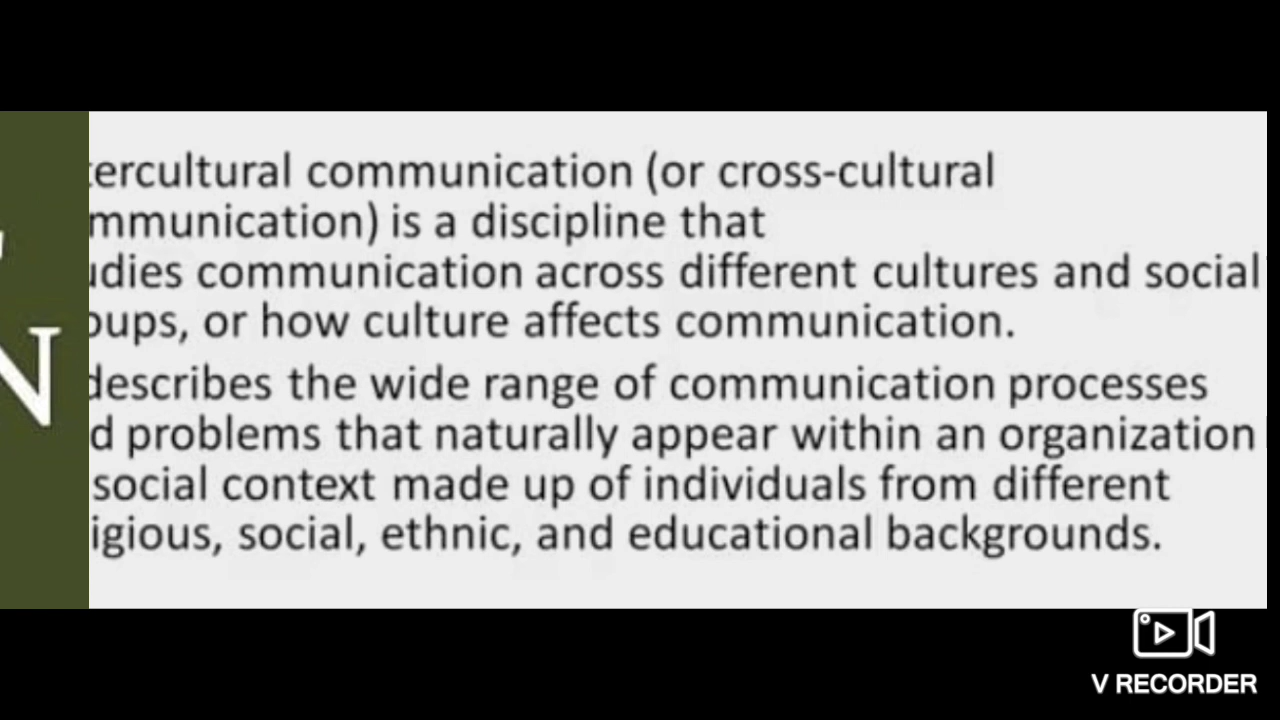 tercultural communication (or cross-cultural
mmunication) is a discipline that
udies communication across different cultures and social
oups, or how culture affects communication.
describes the wide range of communication processes
d problems that naturally appear within an organization
social context made up of individuals from different
igious, social, ethnic, and educational backgrounds.
N
V RECORDER